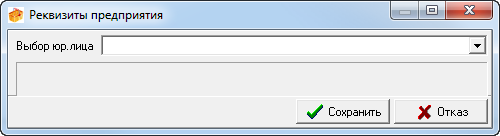 Реквизиты предприятия
Выбор юр.лица
Сохранить
Отказ